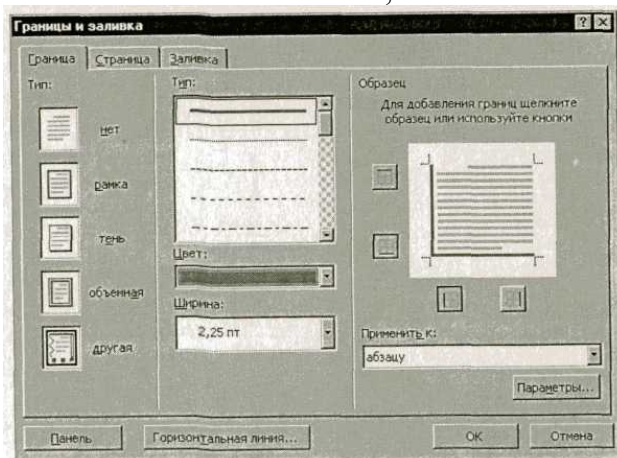 Границы и заливка
Граница
Страница
Заливка
Тип:
нет
рамка
тень
объемная
другая
Тип:
Цвет:
Ширина:
2,25 пт
Образец
Для добавления границ щелкните
образец или используйте кнопки
Применить к:
абзацу
Параметры...
Панель
Горизонтальная линия...
ОК
Отмена